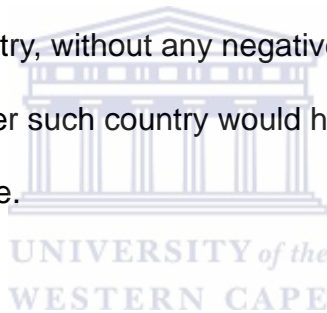 try, without any negative
er such country would h
e.
UNIVERSITY of the
WESTERN CAPE